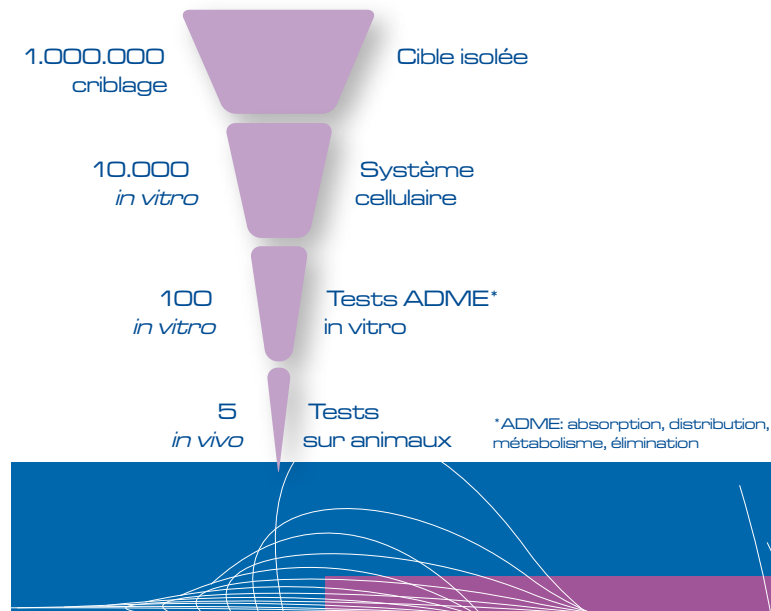 1.000.000
criblage
Cible isolée
10.000
in vitro
Système
cellulaire
100
in vitro
Tests ADME*
in vitro
5
in vivo
Tests
sur animaux
*ADME: absorption, distribution,
métabolisme, élimination